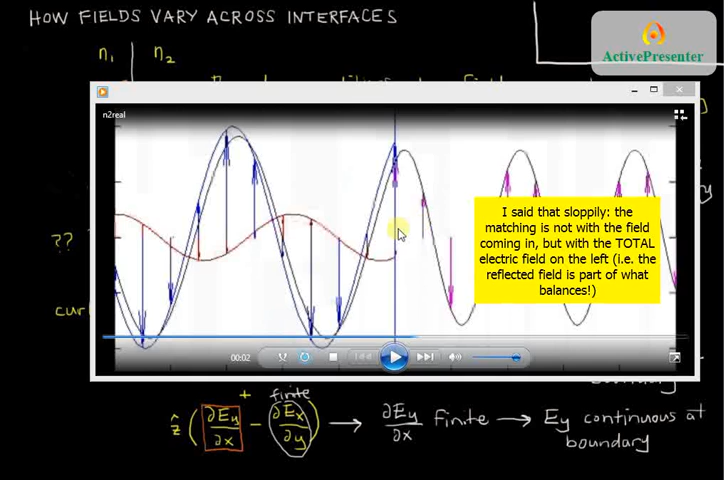 HOW FIELDS VARY ACROSS INTERFACES
ActivePresenter
n₁ | n₂
n2real
I said that sloppily: the
matching is not with the field
coming in, but with the TOTAL
electric field on the left (i.e. the
reflected field is part of what
balances!)
??
curl
00:02
boundary
+ finite
ẑ ( ∂Ey/∂x − ∂Ex/∂y ) → ∂Ey/∂x Finite → Ey continuous at
boundary